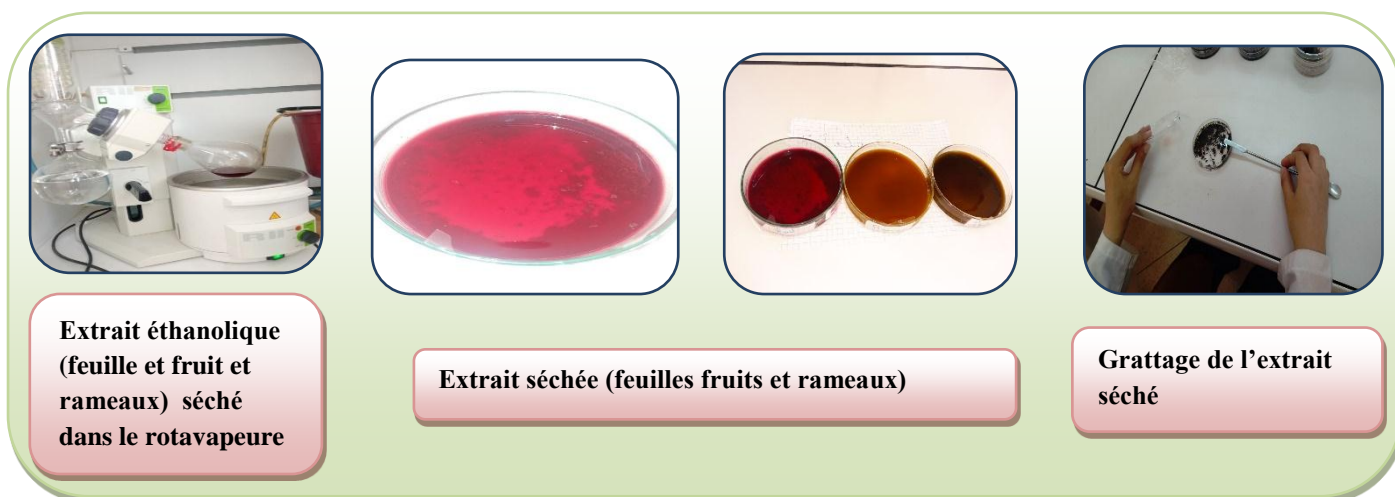 Extrait éthanolique
(feuille et fruit et
rameaux) séché
dans le rotavapeure
Extrait séchée (feuilles fruits et rameaux)
Grattage de l’extrait
séché